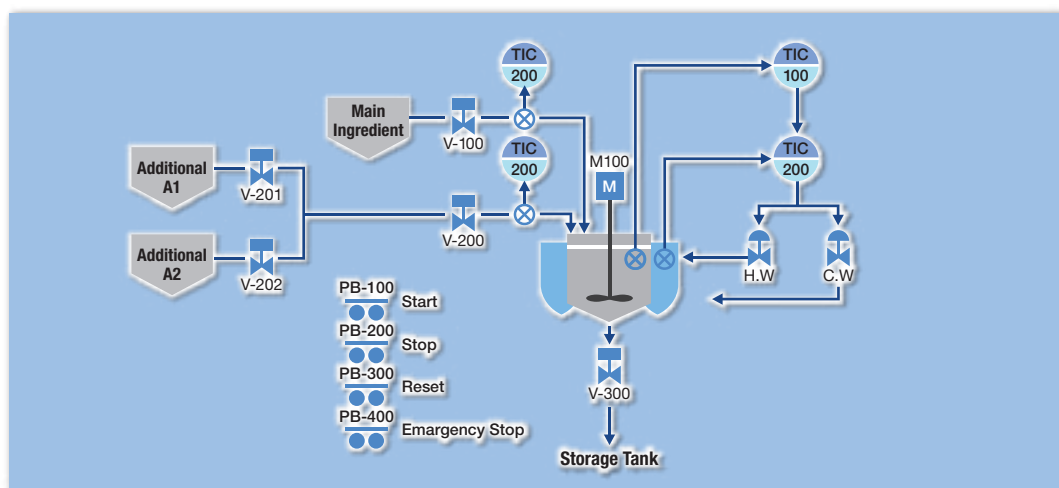 TIC
200
TIC
100
Main
Ingredient
V-100
TIC
200
M100
M
TIC
200
Additional
A1
V-201
V-200
Additional
A2
V-202
H.W
C.W
PB-100
Start
PB-200
Stop
PB-300
Reset
PB-400
Emargency Stop
V-300
Storage Tank